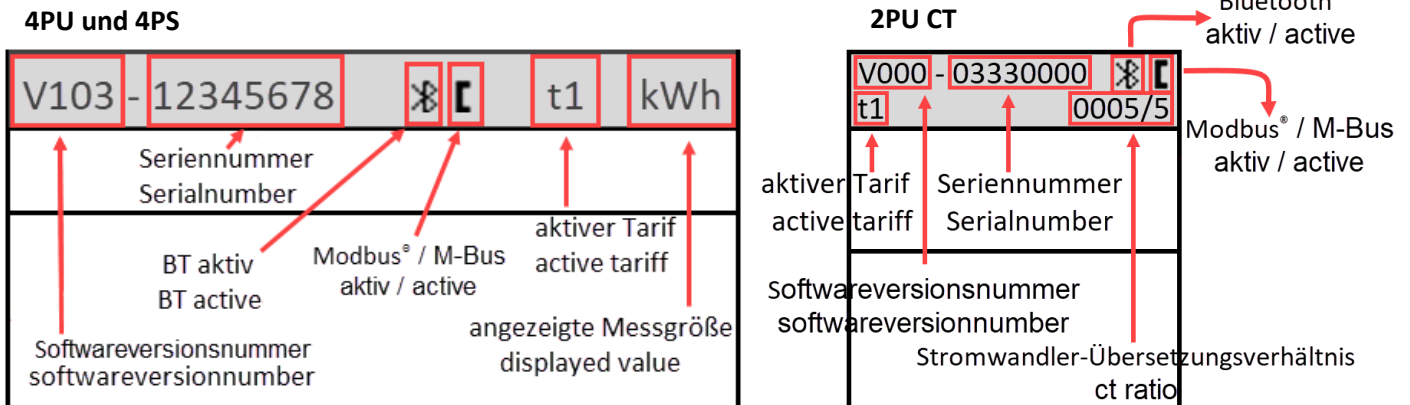 4PU und 4PS
V103 - 12345678 t1 kWh
Seriennummer
Serialnumber
BT aktiv
BT active
Modbus® / M-Bus
aktiv / active
aktiver Tarif
active tariff
Softwareversionsnummer
softwareversionnumber
angezeigte Messgröße
displayed value
2PU CT
Bluetooth
aktiv / active
V000 - 03330000
t1 0005/5
Modbus® / M-Bus
aktiv / active
aktiver Tarif
active tariff
Seriennummer
Serialnumber
Softwareversionsnummer
softwareversionnumber
Stromwandler-Übersetzungsverhältnis
ct ratio